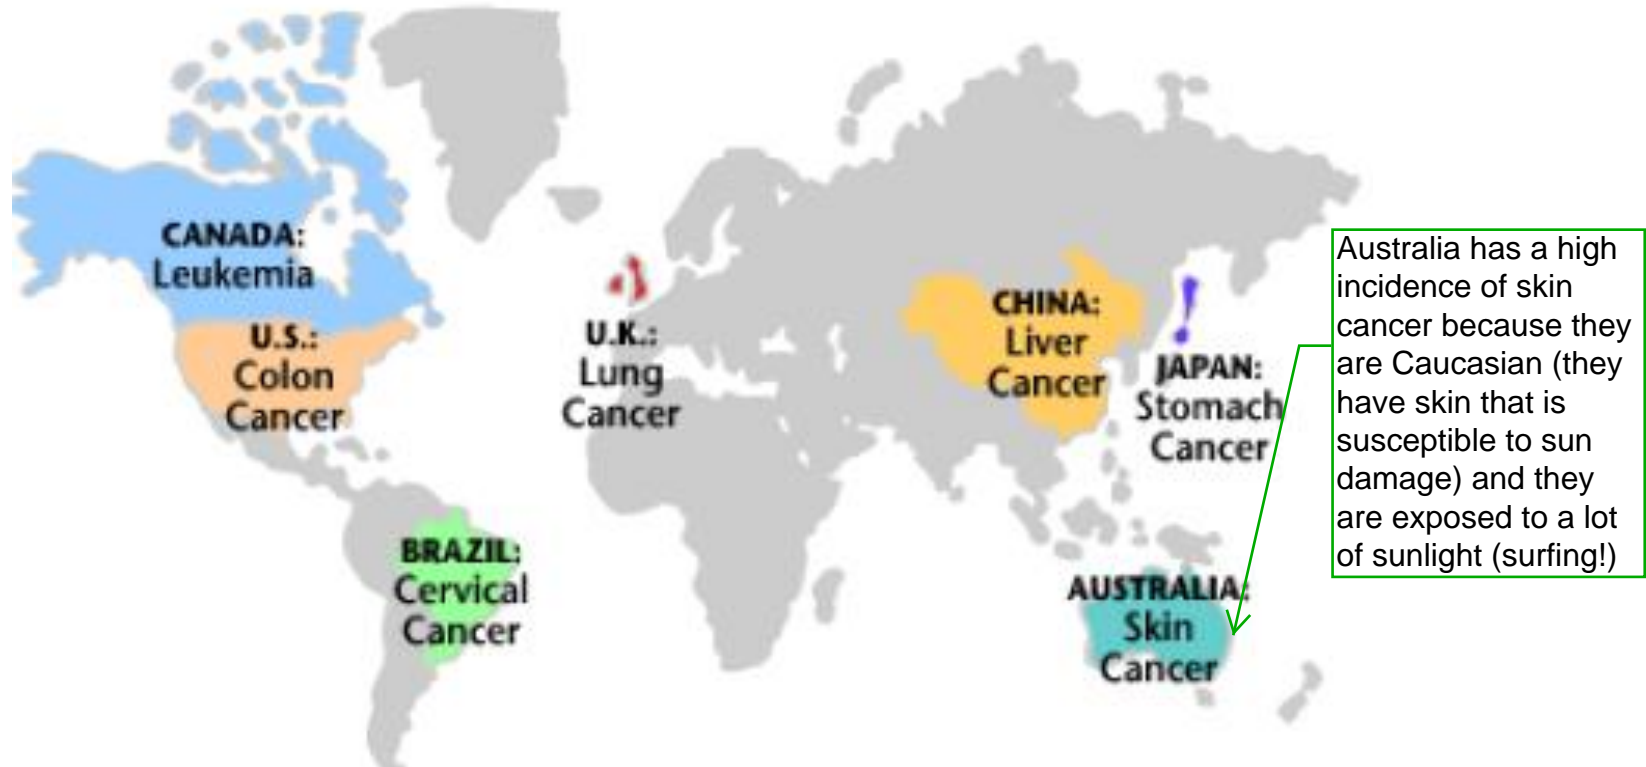 CANADA:
Leukemia
U.S.:
Colon
Cancer
BRAZIL:
Cervical
Cancer
U.K.:
Lung
Cancer
CHINA:
Liver
Cancer
JAPAN:
Stomach
Cancer
AUSTRALIA:
Skin
Cancer
Australia has a high
incidence of skin
cancer because they
are Caucasian (they
have skin that is
susceptible to sun
damage) and they
are exposed to a lot
of sunlight (surfing!)